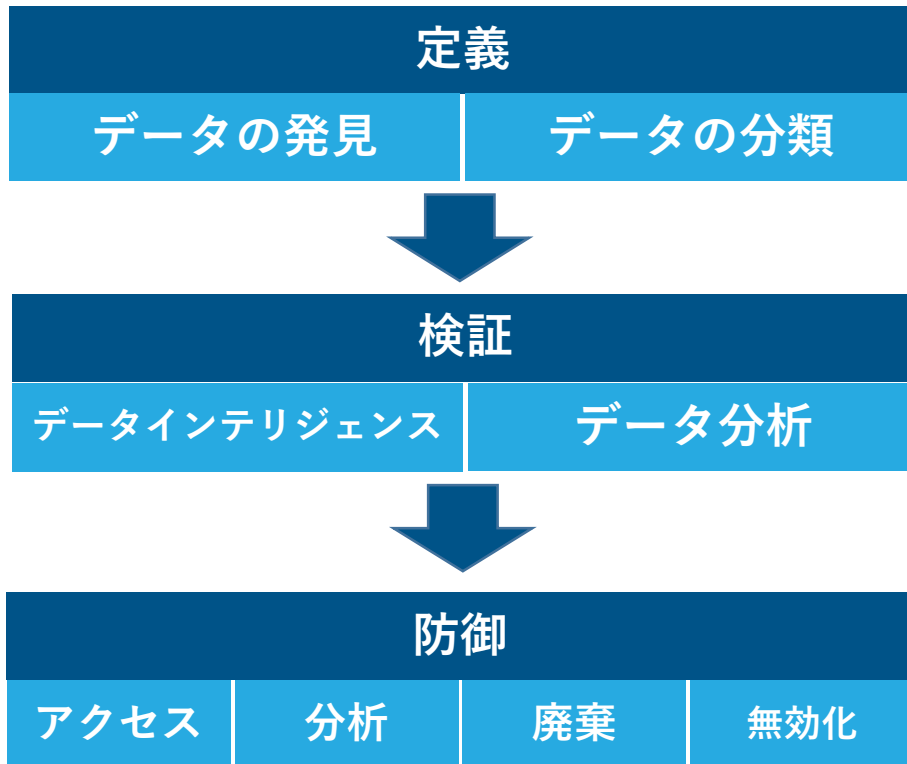 定義
データの発見 データの分類
検証
データインテリジェンス データ分析
防御
アクセス 分析 廃棄 無効化